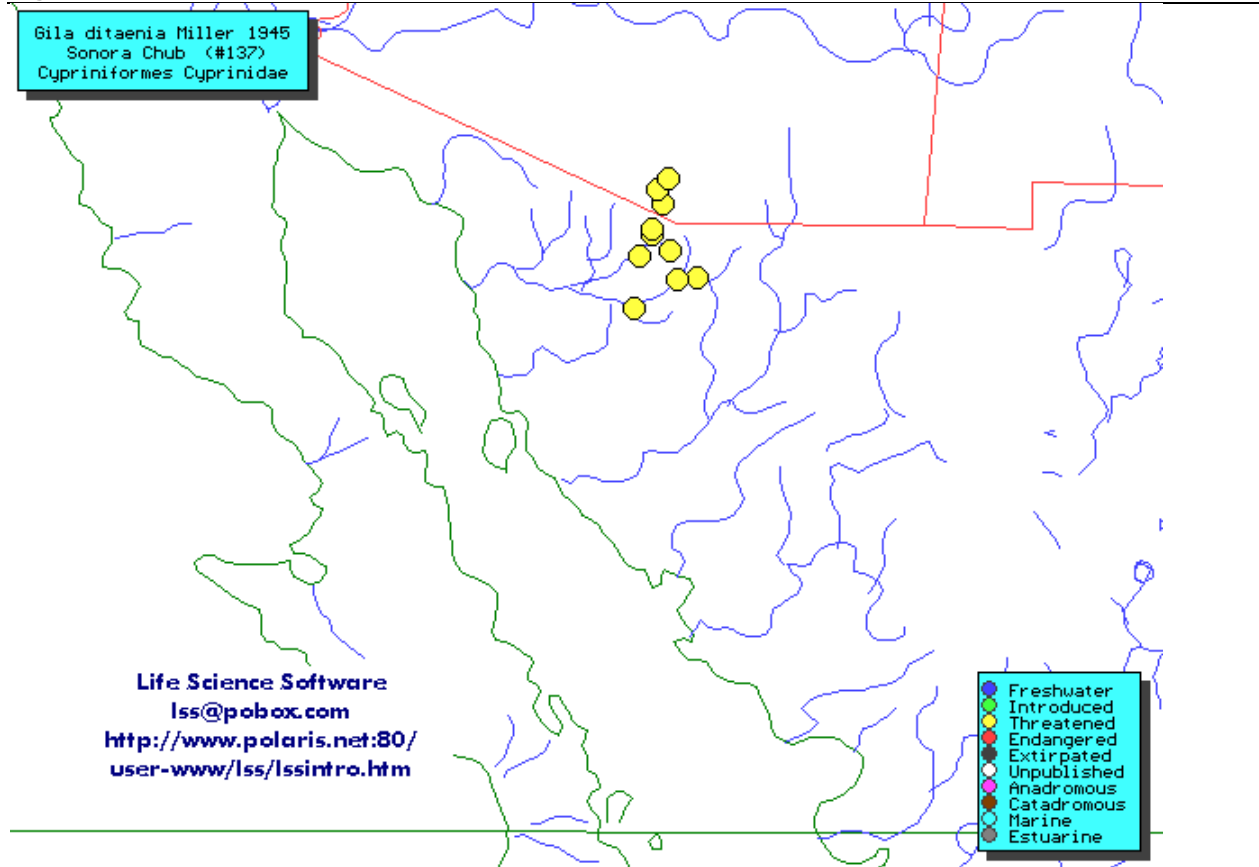 Gila ditaenia Miller 1945
Sonora Chub (#137)
Cypriniformes Cyprinidae
Life Science Software
lss@pobox.com
http://www.polaris.net:80/
user-www/lss/lssintro.htm
Freshwater
Introduced
Threatened
Endangered
Extirpated
Unpublished
Anadromous
Catadromous
Marine
Estuarine